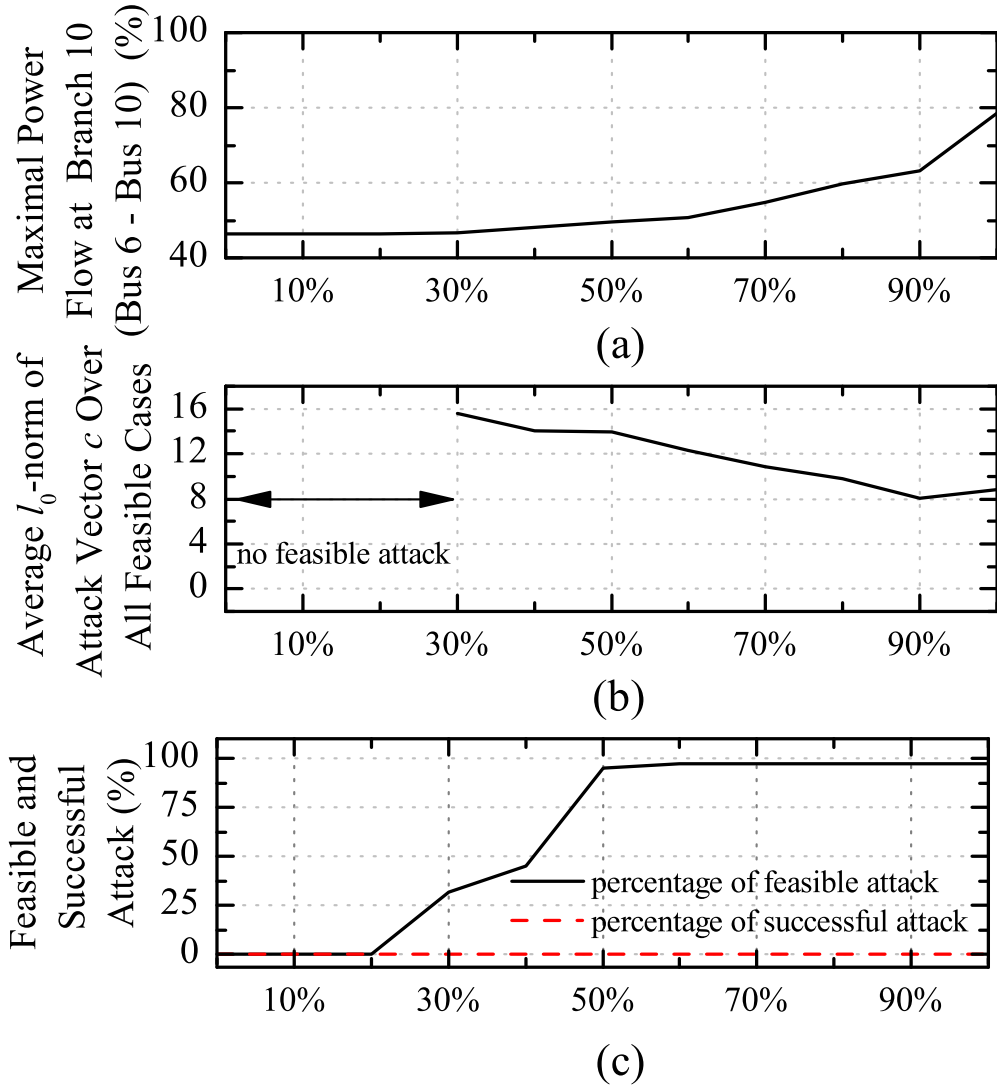 Maximal Power
Flow at Branch 10
(Bus 6 - Bus 10) (%)
100
80
60
40
10% 30% 50% 70% 90%
(a)
Average l0-norm of
Attack Vector c Over
All Feasible Cases
16
12
8
4
0
no feasible attack
10% 30% 50% 70% 90%
(b)
Feasible and
Successful
Attack (%)
100
75
50
25
0
percentage of feasible attack
percentage of successful attack
10% 30% 50% 70% 90%
(c)